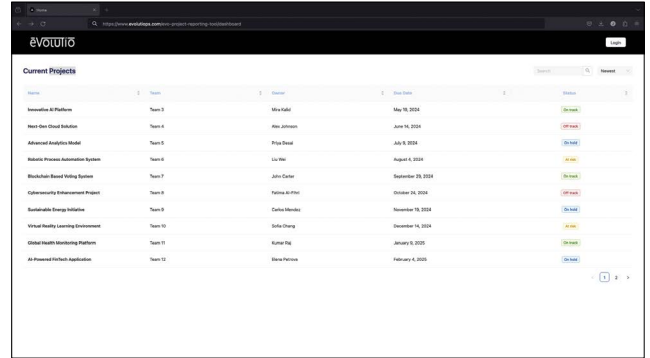 Home
https://www.evolutiops.com/evo-project-reporting-tool/dashboard
evolutio
Login
Current Projects
Search
Newest
Name Team Owner Due Date Status
Innovative AI Platform Team 3 Mira Kalid May 19, 2024 On track
Next-Gen Cloud Solution Team 4 Alex Johnson June 14, 2024 Off track
Advanced Analytics Model Team 5 Priya Desai July 9, 2024 On hold
Robotic Process Automation System Team 6 Liu Wei August 4, 2024 At risk
Blockchain Based Voting System Team 7 John Carter September 29, 2024 On track
Cybersecurity Enhancement Project Team 8 Fatima Al-Fihri October 24, 2024 Off track
Sustainable Energy Initiative Team 9 Carlos Mendez November 19, 2024 On hold
Virtual Reality Learning Environment Team 10 Sofia Chang December 14, 2024 At risk
Global Health Monitoring Platform Team 11 Kumar Raj January 9, 2025 On track
AI-Powered FinTech Application Team 12 Elena Petrova February 4, 2025 On hold
1 2